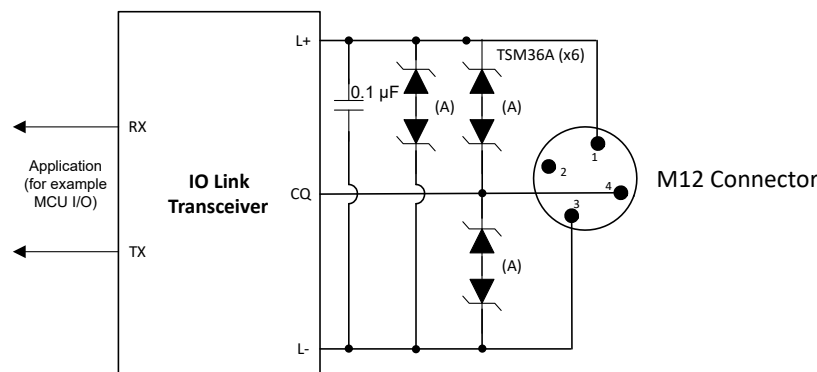 L+
TSM36A (x6)
0.1 µF
(A)
(A)
RX
1
2
Application
(for example
MCU I/O)
IO Link
Transceiver
CQ
4
M12 Connector
3
TX
(A)
L-